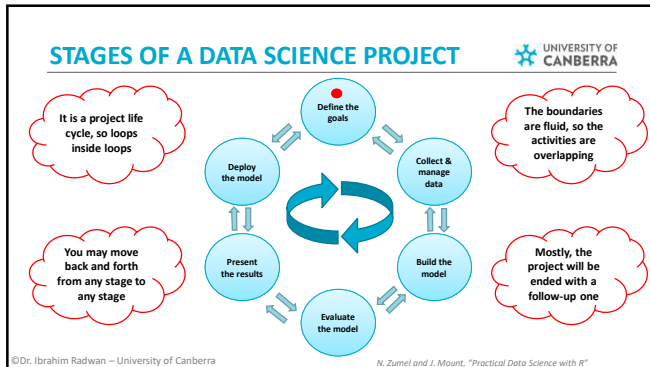 STAGES OF A DATA SCIENCE PROJECT
UNIVERSITY OF
CANBERRA
It is a project life
cycle, so loops
inside loops
Define the
goals
The boundaries
are fluid, so the
activities are
overlapping
Deploy
the model
Collect &
manage
data
You may move
back and forth
from any stage to
any stage
Present
the results
Build the
model
Mostly, the
project will be
ended with a
follow-up one
Evaluate
the model
©Dr. Ibrahim Radwan – University of Canberra
N. Zumel and J. Mount, "Practical Data Science with R"